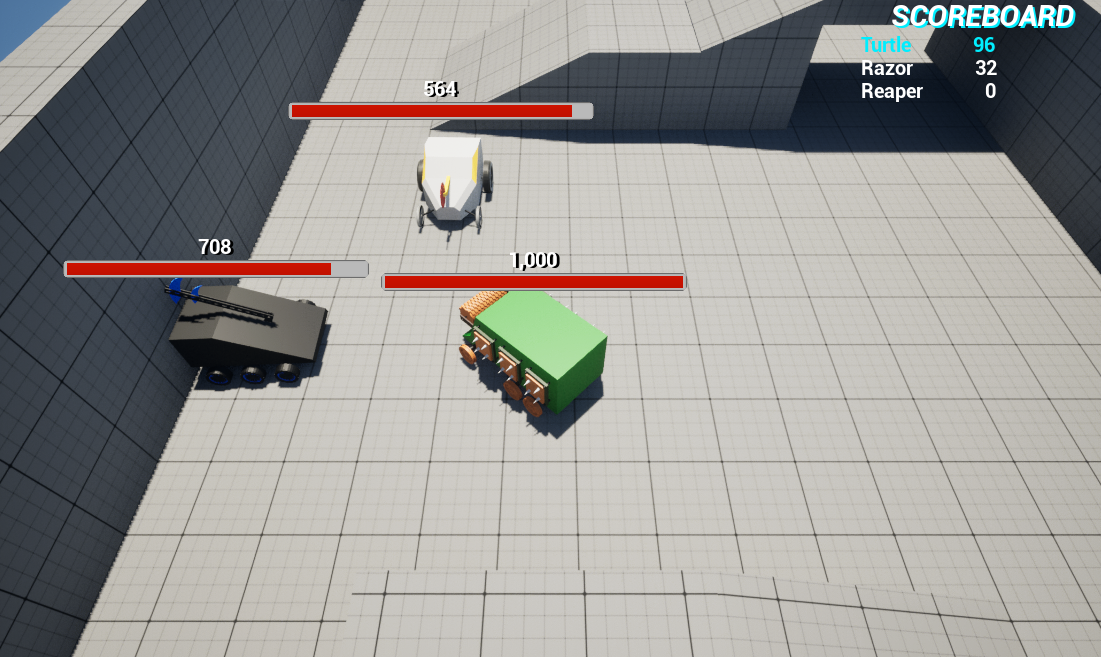 SCOREBOARD
Turtle 96
Razor 32
Reaper 0
564
708
1,000